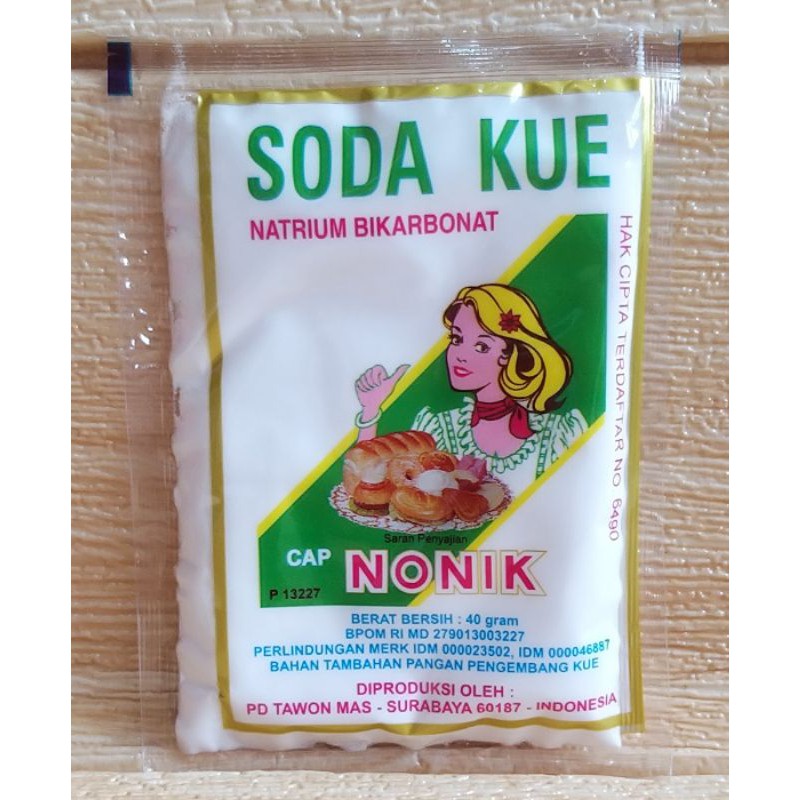 SODA KUE
NATRIUM BIKARBONAT
HAK CIPTA TERDAFTAR NO 6490
Saran Penyajian
CAP NONIK
P 13227
BERAT BERSIH : 40 gram
BPOM RI MD 279013003227
PERLINDUNGAN MERK IDM 000023502, IDM 000046887
BAHAN TAMBAHAN PANGAN PENGEMBANG KUE
DIPRODUKSI OLEH :
PD TAWON MAS - SURABAYA 60187 - INDONESIA